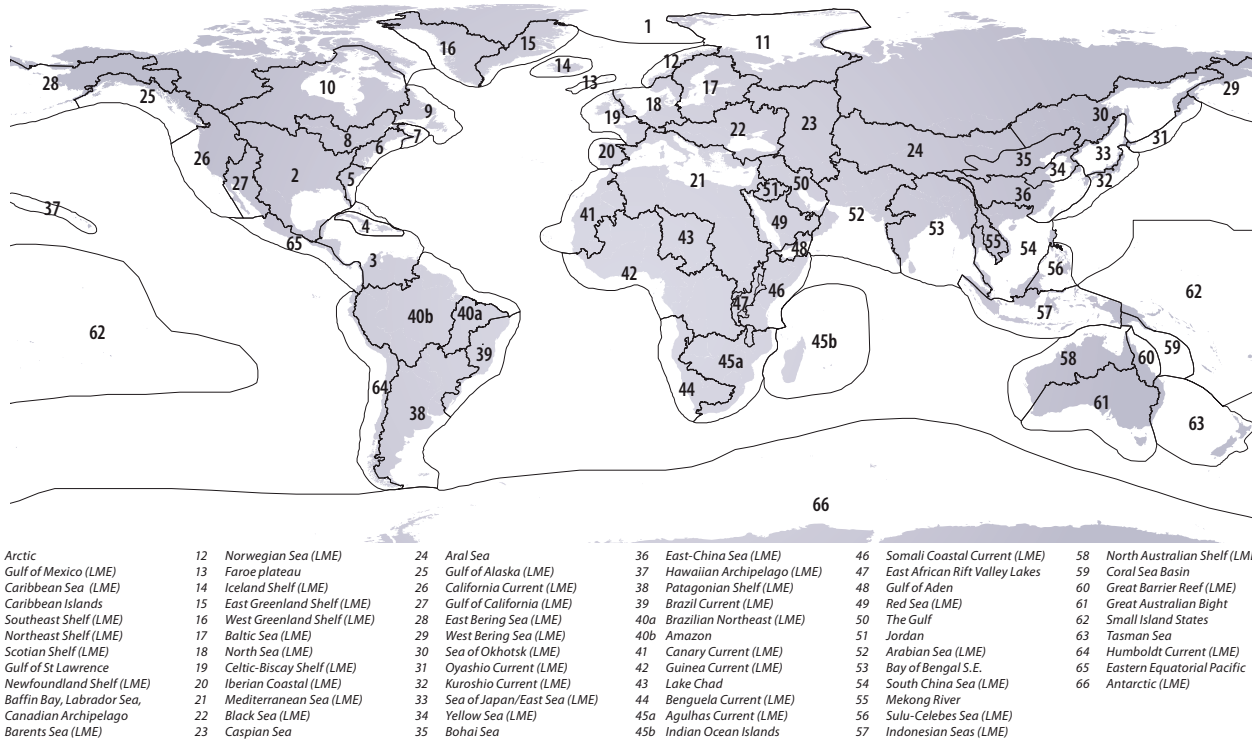 1
16
15
11
14
12
13
28
25
10
17
29
9
18
19
30
22
23
31
8
7
6
20
24
35
33
34
32
26
27
2
5
21
51
50
36
37
41
52
4
49
53
54
55
65
43
48
56
3
42
46
62
47
57
40b
40a
62
39
45a
45b
58
60
59
64
44
38
61
63
66
Arctic
Gulf of Mexico (LME)
Caribbean Sea (LME)
Caribbean Islands
Southeast Shelf (LME)
Northeast Shelf (LME)
Scotian Shelf (LME)
Gulf of St Lawrence
Newfoundland Shelf (LME)
Baffin Bay, Labrador Sea,
Canadian Archipelago
Barents Sea (LME)
12 Norwegian Sea (LME)
13 Faroe plateau
14 Iceland Shelf (LME)
15 East Greenland Shelf (LME)
16 West Greenland Shelf (LME)
17 Baltic Sea (LME)
18 North Sea (LME)
19 Celtic-Biscay Shelf (LME)
20 Iberian Coastal (LME)
21 Mediterranean Sea (LME)
22 Black Sea (LME)
23 Caspian Sea
24 Aral Sea
25 Gulf of Alaska (LME)
26 California Current (LME)
27 Gulf of California (LME)
28 East Bering Sea (LME)
29 West Bering Sea (LME)
30 Sea of Okhotsk (LME)
31 Oyashio Current (LME)
32 Kuroshio Current (LME)
33 Sea of Japan/East Sea (LME)
34 Yellow Sea (LME)
35 Bohai Sea
36 East-China Sea (LME)
37 Hawaiian Archipelago (LME)
38 Patagonian Shelf (LME)
39 Brazil Current (LME)
40a Brazilian Northeast (LME)
40b Amazon
41 Canary Current (LME)
42 Guinea Current (LME)
43 Lake Chad
44 Benguela Current (LME)
45a Agulhas Current (LME)
45b Indian Ocean Islands
46 Somali Coastal Current (LME)
47 East African Rift Valley Lakes
48 Gulf of Aden
49 Red Sea (LME)
50 The Gulf
51 Jordan
52 Arabian Sea (LME)
53 Bay of Bengal S.E.
54 South China Sea (LME)
55 Mekong River
56 Sulu-Celebes Sea (LME)
57 Indonesian Seas (LME)
58 North Australian Shelf (LME
59 Coral Sea Basin
60 Great Barrier Reef (LME)
61 Great Australian Bight
62 Small Island States
63 Tasman Sea
64 Humboldt Current (LME)
65 Eastern Equatorial Pacific
66 Antarctic (LME)